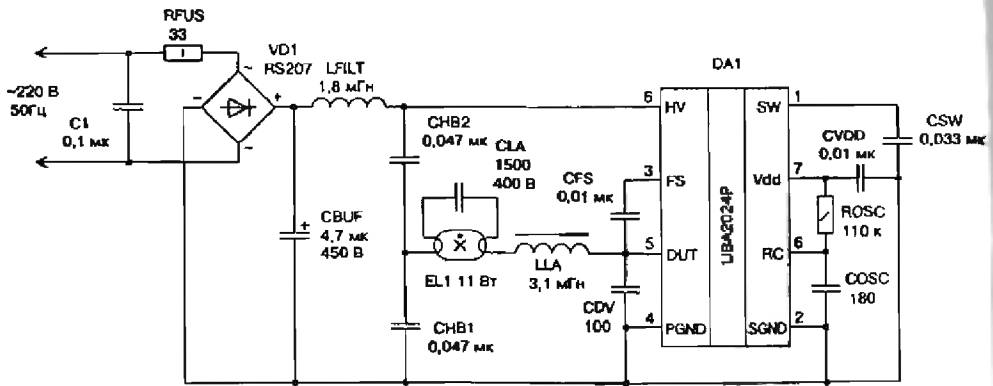 RFUS
33
VD1
RS207
LFILT
1,8 мГн
DA1
~220 В
50Гц
C1
0,1 мк
~
~
-
+
CHB2
0,047 мк
CLA
1500
400 В
CFS
0,01 мк
CBUF
4,7 мк
450 В
+
EL1 11 Вт
LLA
3,1 мГн
CDV
100
CHB1
0,047 мк
6
HV
3
FS
5
OUT
4
PGND
UBA2024P
SW
1
Vdd
7
RC
6
SGND
2
CSW
0,033 мк
CVDD
0,01 мк
ROSC
110 к
COSC
180